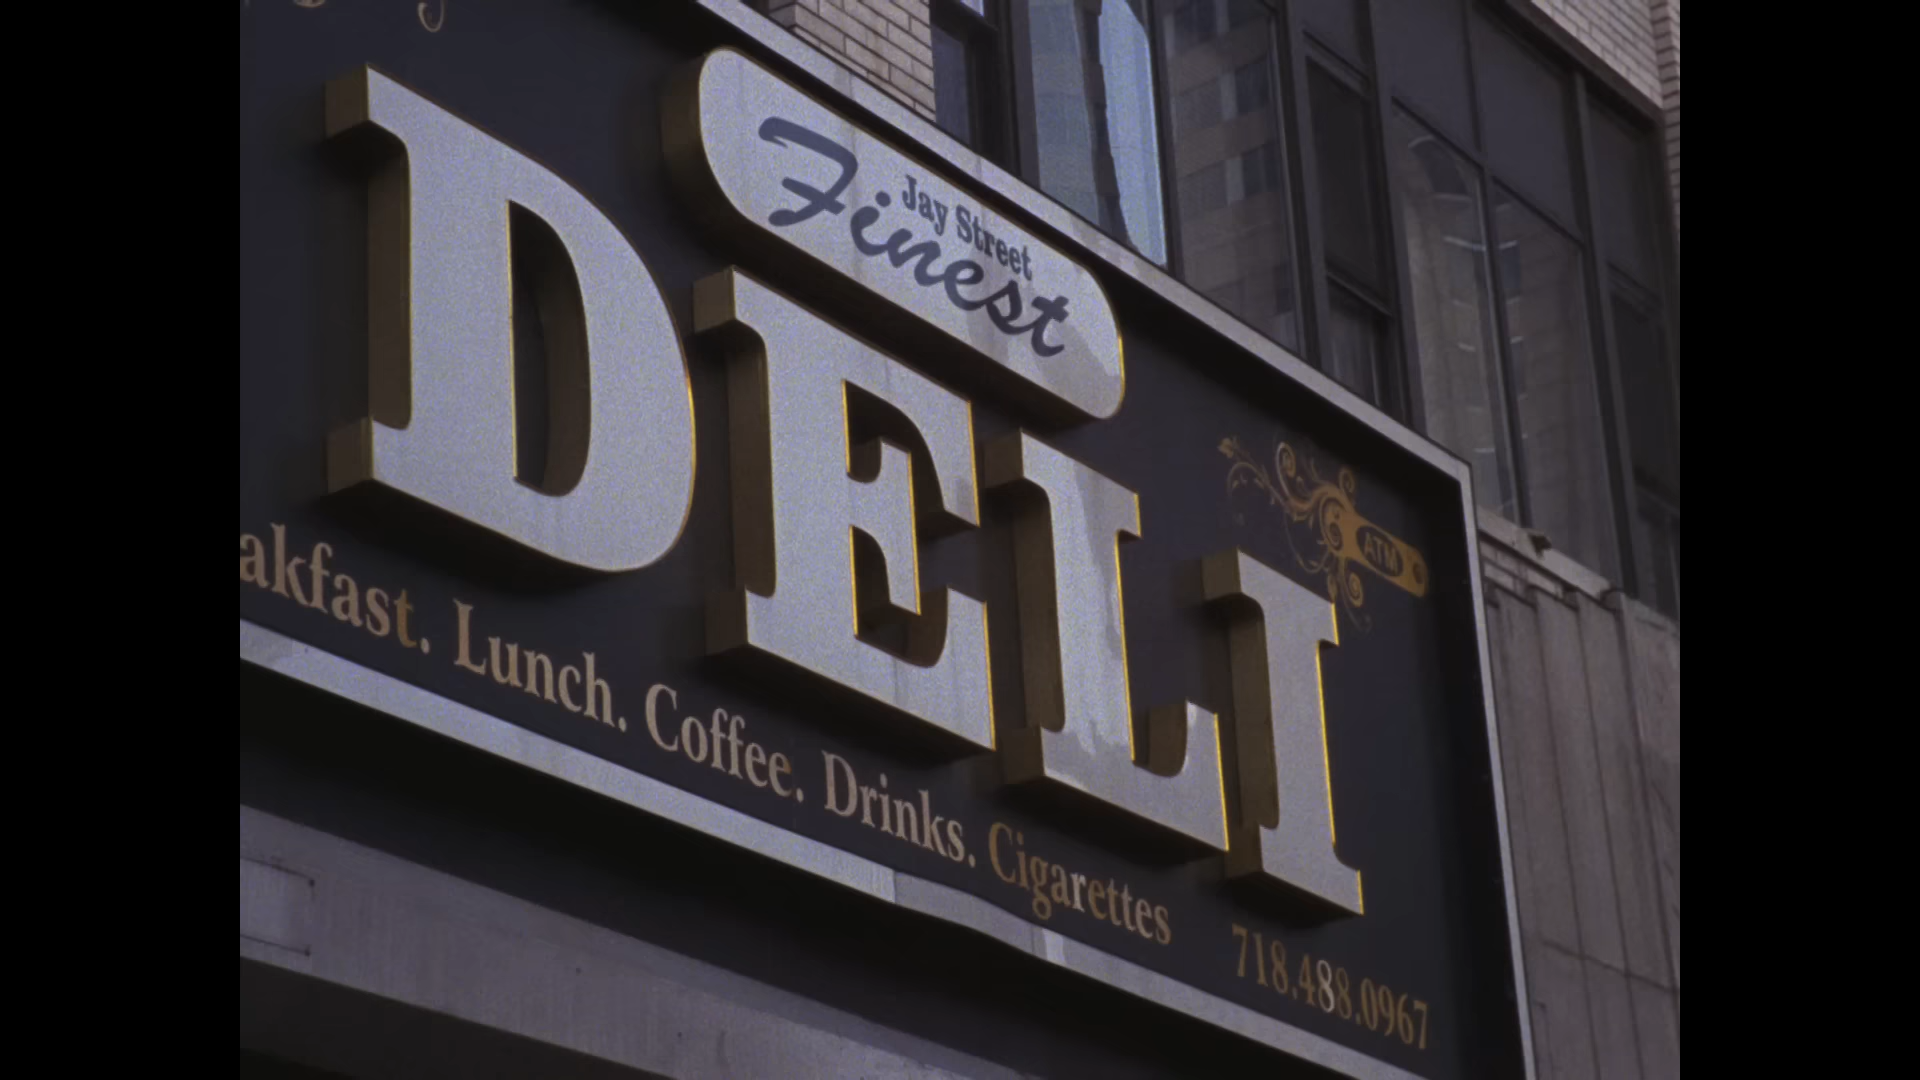 Jay Street
Finest
DELI
ATM
akfast. Lunch. Coffee. Drinks. Cigarettes
718.488.0967